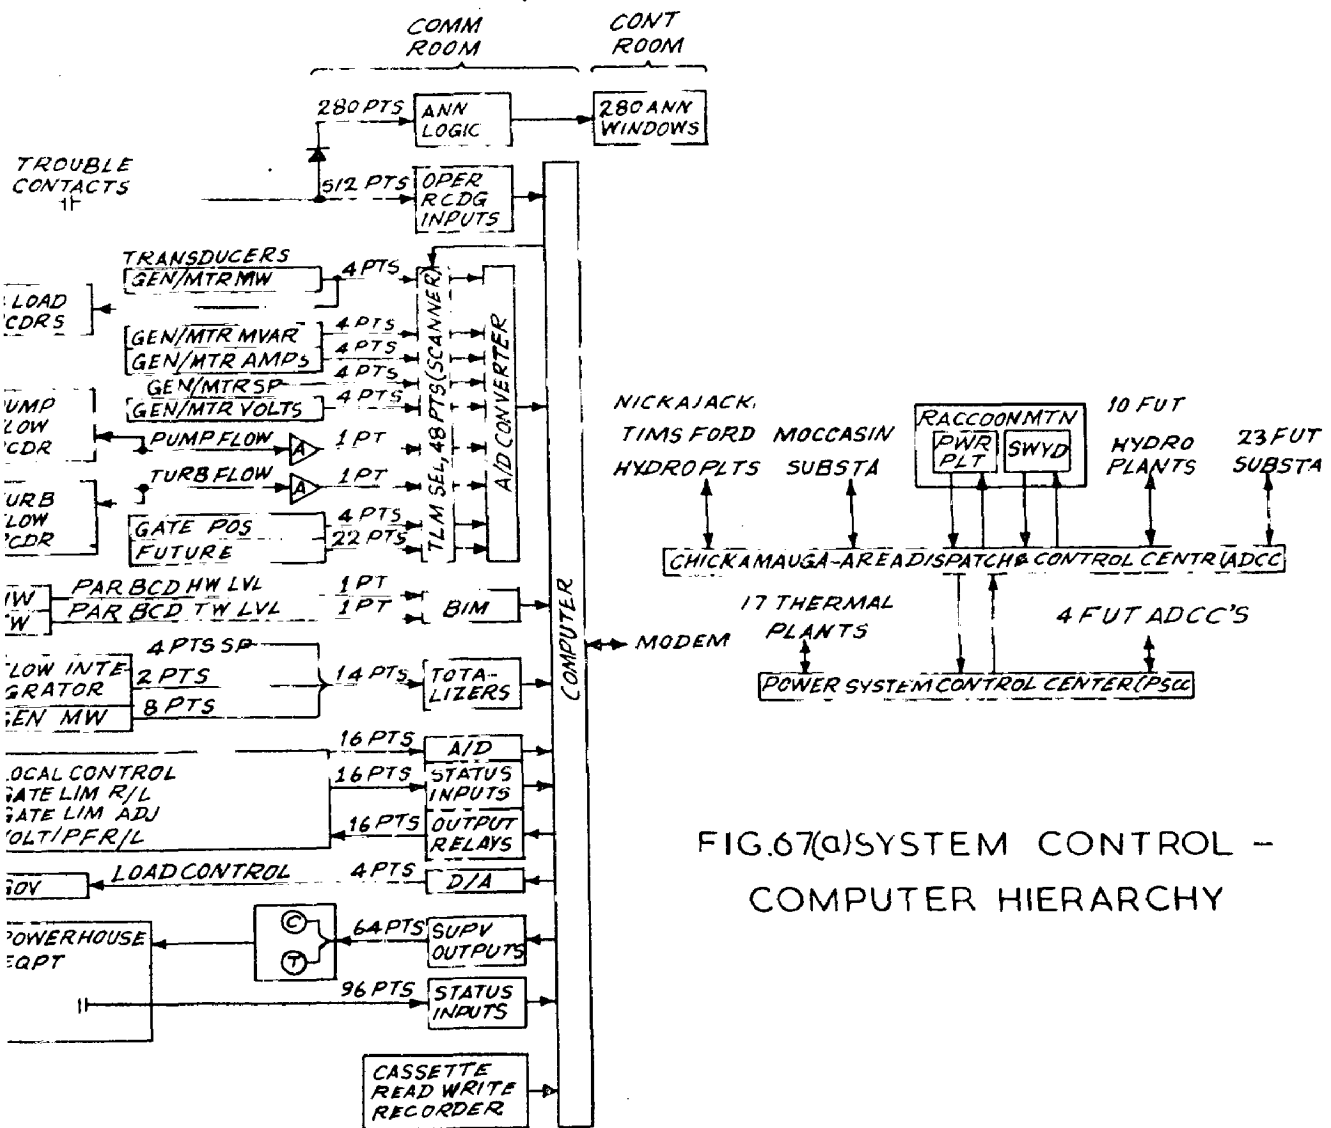 COMM
ROOM
CONT
ROOM
280 PTS
ANN
LOGIC
280 ANN
WINDOWS
TROUBLE
CONTACTS
512 PTS
OPER
RCDG
INPUTS
TRANSDUCERS
GEN/MTR MW
4 PTS
LOAD
CDRS
GEN/MTR MVAR
4 PTS
GEN/MTR AMPS
4 PTS
GEN/MTR SP
4 PTS
GEN/MTR VOLTS
4 PTS
UMP
LOW
CDR
PUMP FLOW
A
1 PT
TURB FLOW
A
1 PT
URB
LOW
CDR
GATE POS
4 PTS
FUTURE
22 PTS
TLM SEL, 48 PTS (SCANNER)
A/D CONVERTER
COMPUTER
W
PAR BCD HW LVL
1 PT
W
PAR BCD TW LVL
1 PT
BIM
4 PTS SP
LOW INTE-
GRATOR
2 PTS
14 PTS
TOTA-
LIZERS
EN MW
8 PTS
MODEM
16 PTS
A/D
LOCAL CONTROL
GATE LIM R/L
GATE LIM ADJ
VOLT/PF R/L
16 PTS
STATUS
INPUTS
16 PTS
OUTPUT
RELAYS
GOV
LOAD CONTROL
4 PTS
D/A
POWERHOUSE
EQPT
C
T
64 PTS
SUPV
OUTPUTS
96 PTS
STATUS
INPUTS
CASSETTE
READ WRITE
RECORDER
NICKAJACK,
TIMS FORD
HYDRO PLTS
MOCCASIN
SUBSTA
RACCOON MTN
PWR
PLT
SWYD
10 FUT
HYDRO
PLANTS
23 FUT
SUBSTA
CHICKAMAUGA-AREA DISPATCH & CONTROL CENTR (ADCC
17 THERMAL
PLANTS
4 FUT ADCC'S
POWER SYSTEM CONTROL CENTER (PSCC
FIG.67(a) SYSTEM CONTROL -
COMPUTER HIERARCHY